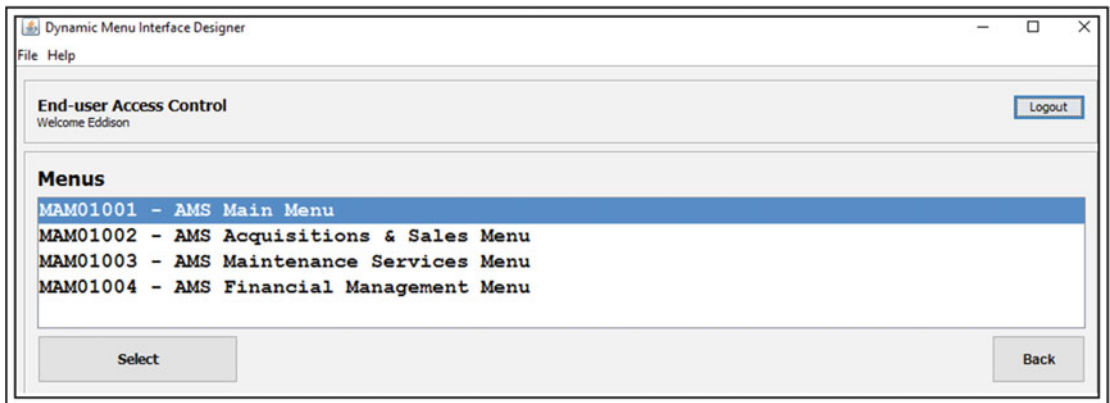 Dynamic Menu Interface Designer
File Help
End-user Access Control
Logout
Welcome Eddison
Menus
MAM01001 - AMS Main Menu
MAM01002 - AMS Acquisitions & Sales Menu
MAM01003 - AMS Maintenance Services Menu
MAM01004 - AMS Financial Management Menu
Select
Back